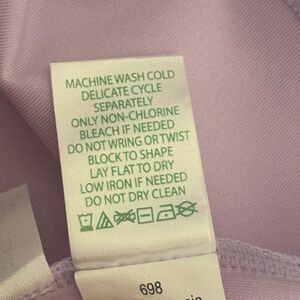 MACHINE WASH COLD
DELICATE CYCLE
SEPARATELY
ONLY NON-CHLORINE
BLEACH IF NEEDED
DO NOT WRING OR TWIST
BLOCK TO SHAPE
LAY FLAT TO DRY
LOW IRON IF NEEDED
DO NOT DRY CLEAN
698